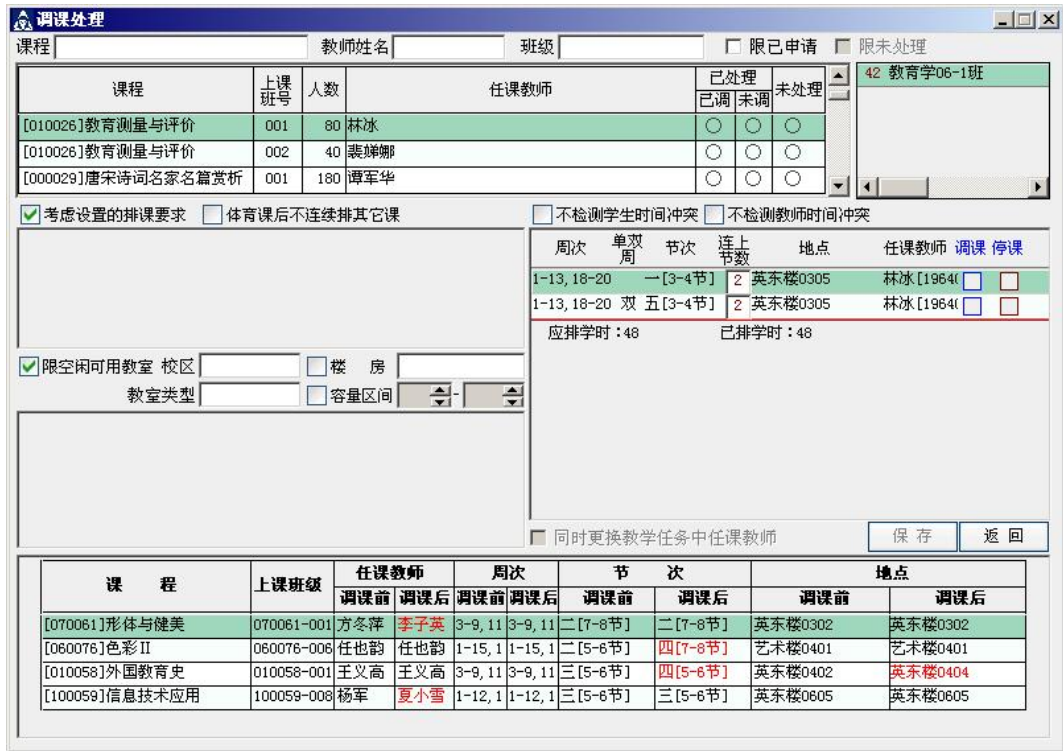 调课处理
课程 教师姓名 班级 限已申请 限未处理
课程 上课班号 人数 任课教师 已处理 未处理
已调 未调
[010026]教育测量与评价 001 80 林冰
[010026]教育测量与评价 002 40 裴娣娜
[000029]唐宋诗词名家名篇赏析 001 180 谭军华
42 教育学06-1班
考虑设置的排课要求 体育课后不连续排其它课 不检测学生时间冲突 不检测教师时间冲突
周次 单双周 节次 连上节数 地点 任课教师 调课 停课
1-13,18-20 一[3-4节] 2 英东楼0305 林冰[1964(
1-13,18-20 双 五[3-4节] 2 英东楼0305 林冰[1964(
应排学时:48 已排学时:48
限空闲可用教室 校区 楼 房
教室类型 容量区间 -
同时更换教学任务中任课教师 保存 返回
课 程 上课班级 任课教师 周次 节 次 地点
调课前 调课后 调课前 调课后 调课前 调课后 调课前 调课后
[070061]形体与健美 070061-001 方冬萍 李子英 3-9,11 3-9,11 二[7-8节] 二[7-8节] 英东楼0302 英东楼0302
[060076]色彩II 060076-006 任也韵 任也韵 1-15,1 1-15,1 二[5-6节] 四[7-8节] 艺术楼0401 艺术楼0401
[010058]外国教育史 010058-001 王义高 王义高 3-9,11 3-9,11 三[5-6节] 四[5-6节] 英东楼0402 英东楼0404
[100059]信息技术应用 100059-008 杨军 夏小雪 1-12,1 1-12,1 三[5-6节] 三[5-6节] 英东楼0605 英东楼0605